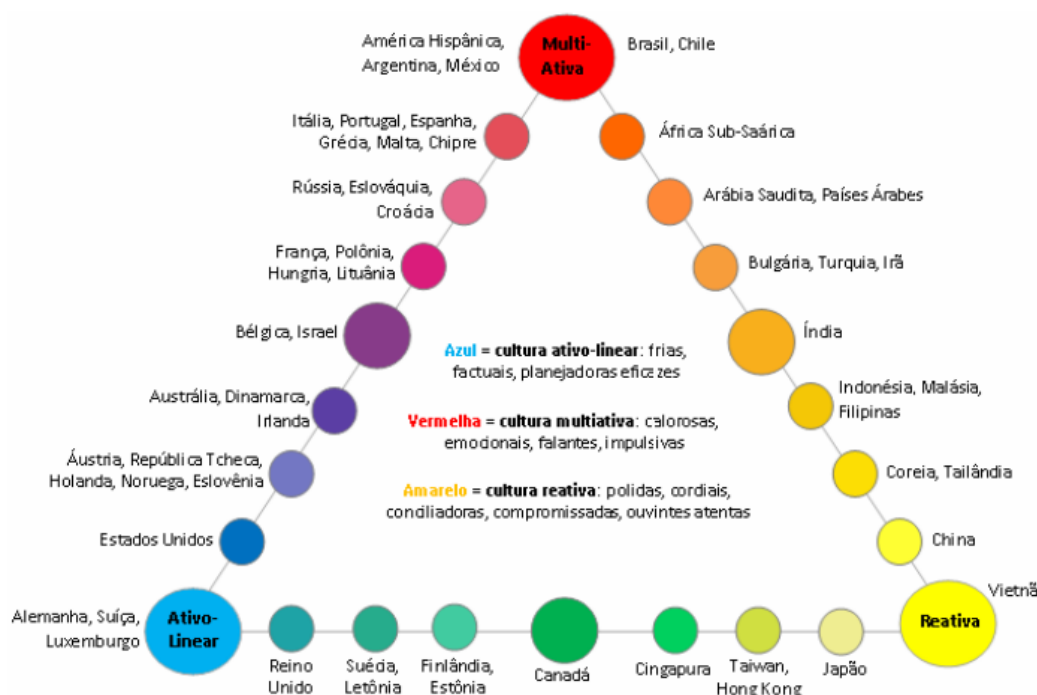 América Hispânica,
Argentina, México
Multi-
Ativa
Brasil, Chile
Itália, Portugal, Espanha,
Grécia, Malta, Chipre
África Sub-Saárica
Rússia, Eslováquia,
Croácia
Arábia Saudita, Países Árabes
França, Polônia,
Hungria, Lituânia
Bulgária, Turquia, Irã
Bélgica, Israel
Índia
Azul = cultura ativo-linear: frias,
factuais, planejadoras eficezes
Austrália, Dinamarca,
Irlanda
Indonésia, Malásia,
Filipinas
Vermelha = cultura multiativa: calorosas,
emocionais, falantes, impulsivas
Áustria, República Tcheca,
Holanda, Noruega, Eslovênia
Coreia, Tailândia
Amarelo = cultura reativa: polidas, cordiais,
conciliadoras, compromissadas, ouvintes atentas
Estados Unidos
China
Alemanha, Suíça,
Luxemburgo
Ativo-
Linear
Reino
Unido
Suécia,
Letônia
Finlândia,
Estônia
Canadá
Cingapura
Taiwan,
Hong Kong
Japão
Reativa
Vietnã